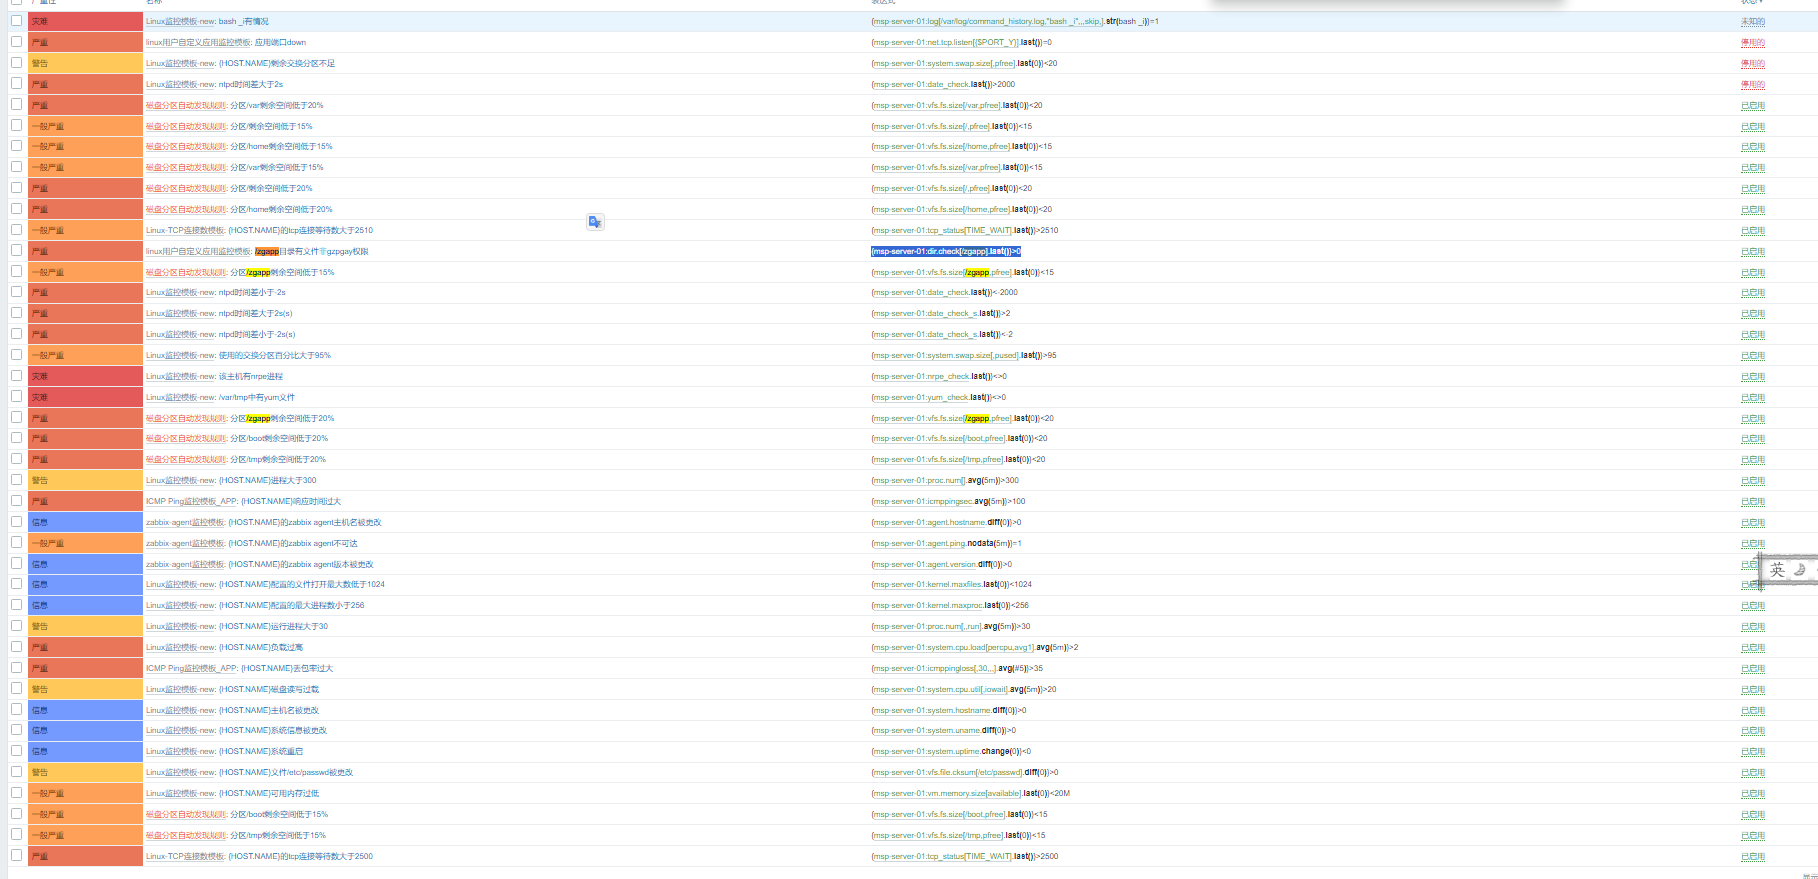 严重性 名称 表达式 状态
灾难 Linux监控模板-new: bash _i有情况 {msp-server-01:log[/var/log/command_history.log,"bash _i",,,skip,].str(bash _i)}=1 未知的
严重 linux用户自定义应用监控模板: 应用端口down {msp-server-01:net.tcp.listen[{$PORT_Y}].last()}=0 停用的
警告 Linux监控模板-new: {HOST.NAME}剩余交换分区不足 {msp-server-01:system.swap.size[,pfree].last(0)}<20 停用的
严重 Linux监控模板-new: ntpd时间差大于2s {msp-server-01:date_check.last()}>2000 停用的
严重 磁盘分区自动发现规则: 分区/var剩余空间低于20% {msp-server-01:vfs.fs.size[/var,pfree].last(0)}<20 已启用
一般严重 磁盘分区自动发现规则: 分区/剩余空间低于15% {msp-server-01:vfs.fs.size[/,pfree].last(0)}<15 已启用
一般严重 磁盘分区自动发现规则: 分区/home剩余空间低于15% {msp-server-01:vfs.fs.size[/home,pfree].last(0)}<15 已启用
一般严重 磁盘分区自动发现规则: 分区/var剩余空间低于15% {msp-server-01:vfs.fs.size[/var,pfree].last(0)}<15 已启用
严重 磁盘分区自动发现规则: 分区/剩余空间低于20% {msp-server-01:vfs.fs.size[/,pfree].last(0)}<20 已启用
严重 磁盘分区自动发现规则: 分区/home剩余空间低于20% {msp-server-01:vfs.fs.size[/home,pfree].last(0)}<20 已启用
一般严重 Linux-TCP连接数模板: {HOST.NAME}的tcp连接等待数大于2510 {msp-server-01:tcp_status[TIME_WAIT].last()}>2510 已启用
严重 linux用户自定义应用监控模板: /zgapp目录有文件非gzpgay权限 {msp-server-01:dir.check[/zgapp].last()}>0 已启用
一般严重 磁盘分区自动发现规则: 分区/zgapp剩余空间低于15% {msp-server-01:vfs.fs.size[/zgapp,pfree].last(0)}<15 已启用
严重 Linux监控模板-new: ntpd时间差小于-2s {msp-server-01:date_check.last()}<-2000 已启用
严重 Linux监控模板-new: ntpd时间差大于2s(s) {msp-server-01:date_check_s.last()}>2 已启用
严重 Linux监控模板-new: ntpd时间差小于-2s(s) {msp-server-01:date_check_s.last()}<-2 已启用
一般严重 Linux监控模板-new: 使用的交换分区百分比大于95% {msp-server-01:system.swap.size[,pused].last()}>95 已启用
灾难 Linux监控模板-new: 该主机有nrpe进程 {msp-server-01:nrpe_check.last()}<>0 已启用
灾难 Linux监控模板-new: /var/tmp中有yum文件 {msp-server-01:yum_check.last()}<>0 已启用
严重 磁盘分区自动发现规则: 分区/zgapp剩余空间低于20% {msp-server-01:vfs.fs.size[/zgapp,pfree].last(0)}<20 已启用
严重 磁盘分区自动发现规则: 分区/boot剩余空间低于20% {msp-server-01:vfs.fs.size[/boot,pfree].last(0)}<20 已启用
严重 磁盘分区自动发现规则: 分区/tmp剩余空间低于20% {msp-server-01:vfs.fs.size[/tmp,pfree].last(0)}<20 已启用
警告 Linux监控模板-new: {HOST.NAME}进程大于300 {msp-server-01:proc.num[].avg(5m)}>300 已启用
严重 ICMP Ping监控模板_APP: {HOST.NAME}响应时间过大 {msp-server-01:icmppingsec.avg(5m)}>100 已启用
信息 zabbix-agent监控模板: {HOST.NAME}的zabbix agent主机名被更改 {msp-server-01:agent.hostname.diff(0)}>0 已启用
一般严重 zabbix-agent监控模板: {HOST.NAME}的zabbix agent不可达 {msp-server-01:agent.ping.nodata(5m)}=1 已启用
信息 zabbix-agent监控模板: {HOST.NAME}的zabbix agent版本被更改 {msp-server-01:agent.version.diff(0)}>0 已启
英
信息 Linux监控模板-new: {HOST.NAME}配置的文件打开最大数低于1024 {msp-server-01:kernel.maxfiles.last(0)}<1024 已启用
信息 Linux监控模板-new: {HOST.NAME}配置的最大进程数小于256 {msp-server-01:kernel.maxproc.last(0)}<256 已启用
警告 Linux监控模板-new: {HOST.NAME}运行进程大于30 {msp-server-01:proc.num[,,run].avg(5m)}>30 已启用
严重 Linux监控模板-new: {HOST.NAME}负载过高 {msp-server-01:system.cpu.load[percpu,avg1].avg(5m)}>2 已启用
严重 ICMP Ping监控模板_APP: {HOST.NAME}丢包率过大 {msp-server-01:icmppingloss[,30,,,].avg(#5)}>35 已启用
警告 Linux监控模板-new: {HOST.NAME}磁盘读写过载 {msp-server-01:system.cpu.util[,iowait].avg(5m)}>20 已启用
信息 Linux监控模板-new: {HOST.NAME}主机名被更改 {msp-server-01:system.hostname.diff(0)}>0 已启用
信息 Linux监控模板-new: {HOST.NAME}系统信息被更改 {msp-server-01:system.uname.diff(0)}>0 已启用
信息 Linux监控模板-new: {HOST.NAME}系统重启 {msp-server-01:system.uptime.change(0)}<0 已启用
警告 Linux监控模板-new: {HOST.NAME}文件/etc/passwd被更改 {msp-server-01:vfs.file.cksum[/etc/passwd].diff(0)}>0 已启用
一般严重 Linux监控模板-new: {HOST.NAME}可用内存过低 {msp-server-01:vm.memory.size[available].last(0)}<20M 已启用
一般严重 磁盘分区自动发现规则: 分区/boot剩余空间低于15% {msp-server-01:vfs.fs.size[/boot,pfree].last(0)}<15 已启用
一般严重 磁盘分区自动发现规则: 分区/tmp剩余空间低于15% {msp-server-01:vfs.fs.size[/tmp,pfree].last(0)}<15 已启用
严重 Linux-TCP连接数模板: {HOST.NAME}的tcp连接等待数大于2500 {msp-server-01:tcp_status[TIME_WAIT].last()}>2500 已启用